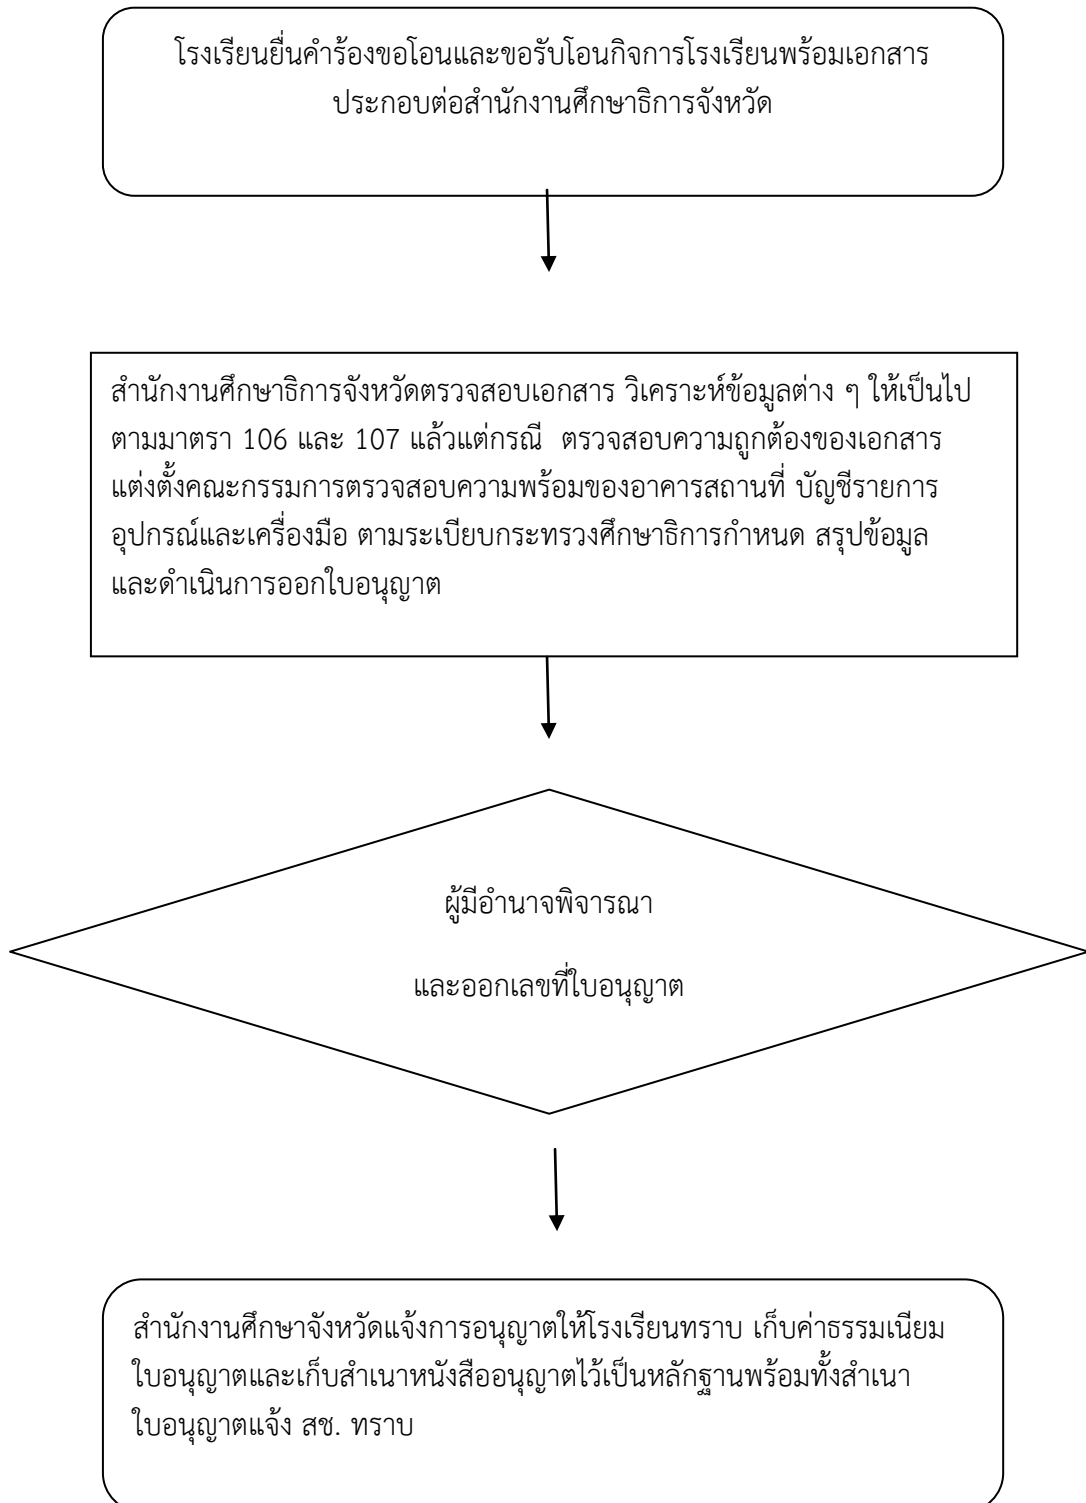 โรงเรียนยื่นคำร้องขอโอนและขอรับโอนกิจการโรงเรียนพร้อมเอกสาร
ประกอบต่อสำนักงานศึกษาธิการจังหวัด
สำนักงานศึกษาธิการจังหวัดตรวจสอบเอกสาร วิเคราะห์ข้อมูลต่าง ๆ ให้เป็นไป
ตามมาตรา 106 และ 107 แล้วแต่กรณี ตรวจสอบความถูกต้องของเอกสาร
แต่งตั้งคณะกรรมการตรวจสอบความพร้อมของอาคารสถานที่ บัญชีรายการ
อุปกรณ์และเครื่องมือ ตามระเบียบกระทรวงศึกษาธิการกำหนด สรุปข้อมูล
และดำเนินการออกใบอนุญาต
ผู้มีอำนาจพิจารณา
และออกเลขที่ใบอนุญาต
สำนักงานศึกษาจังหวัดแจ้งการอนุญาตให้โรงเรียนทราบ เก็บค่าธรรมเนียม
ใบอนุญาตและเก็บสำเนาหนังสืออนุญาตไว้เป็นหลักฐานพร้อมทั้งสำเนา
ใบอนุญาตแจ้ง สช. ทราบ